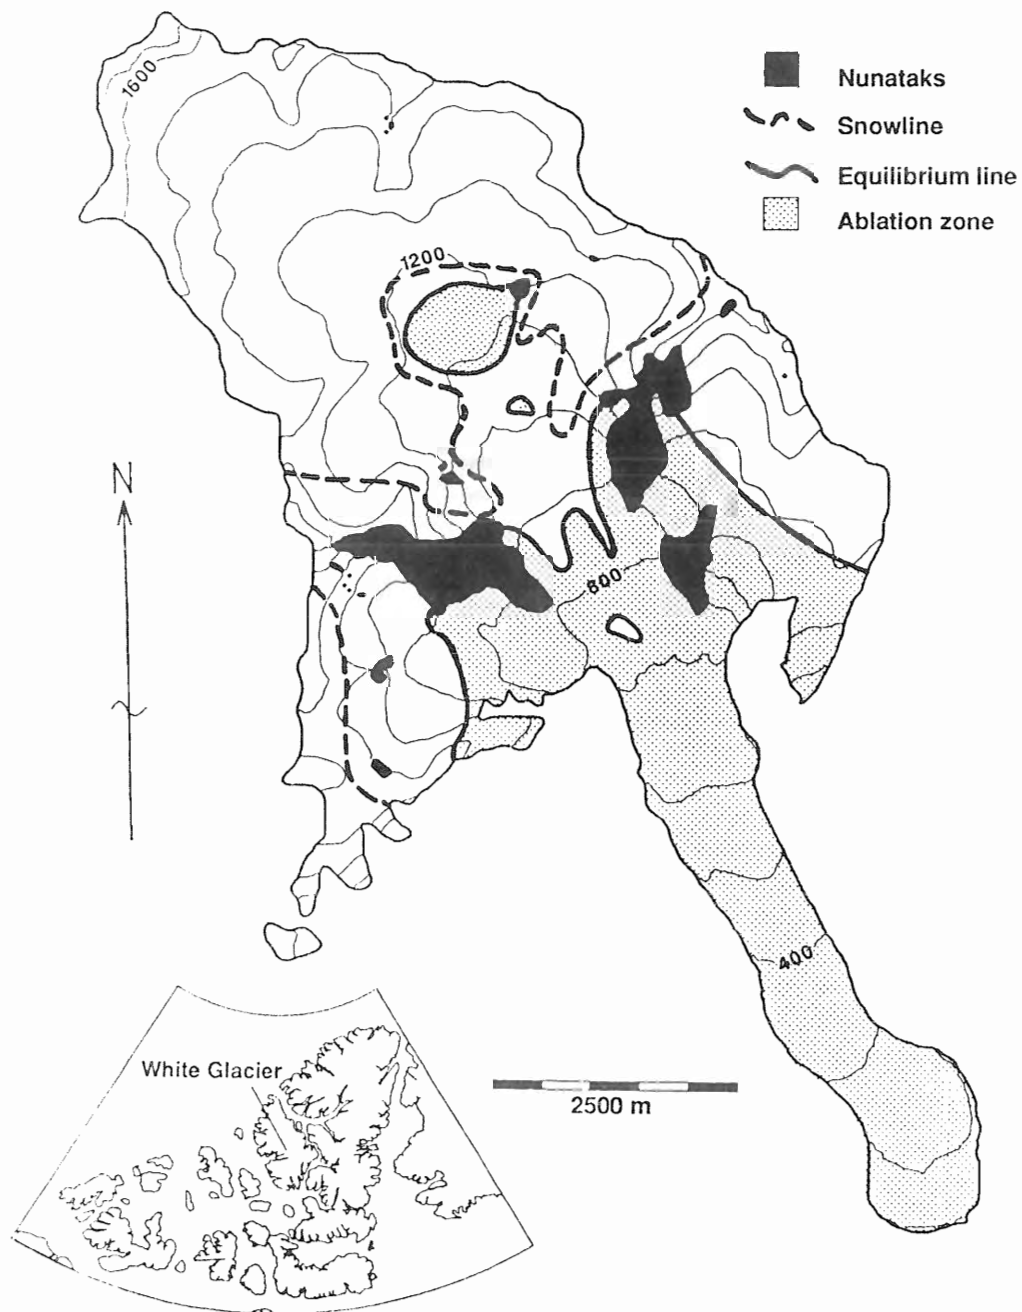 1600
Nunataks
Snowline
Equilibrium line
Ablation zone
1200
N
800
400
White Glacier
2500 m